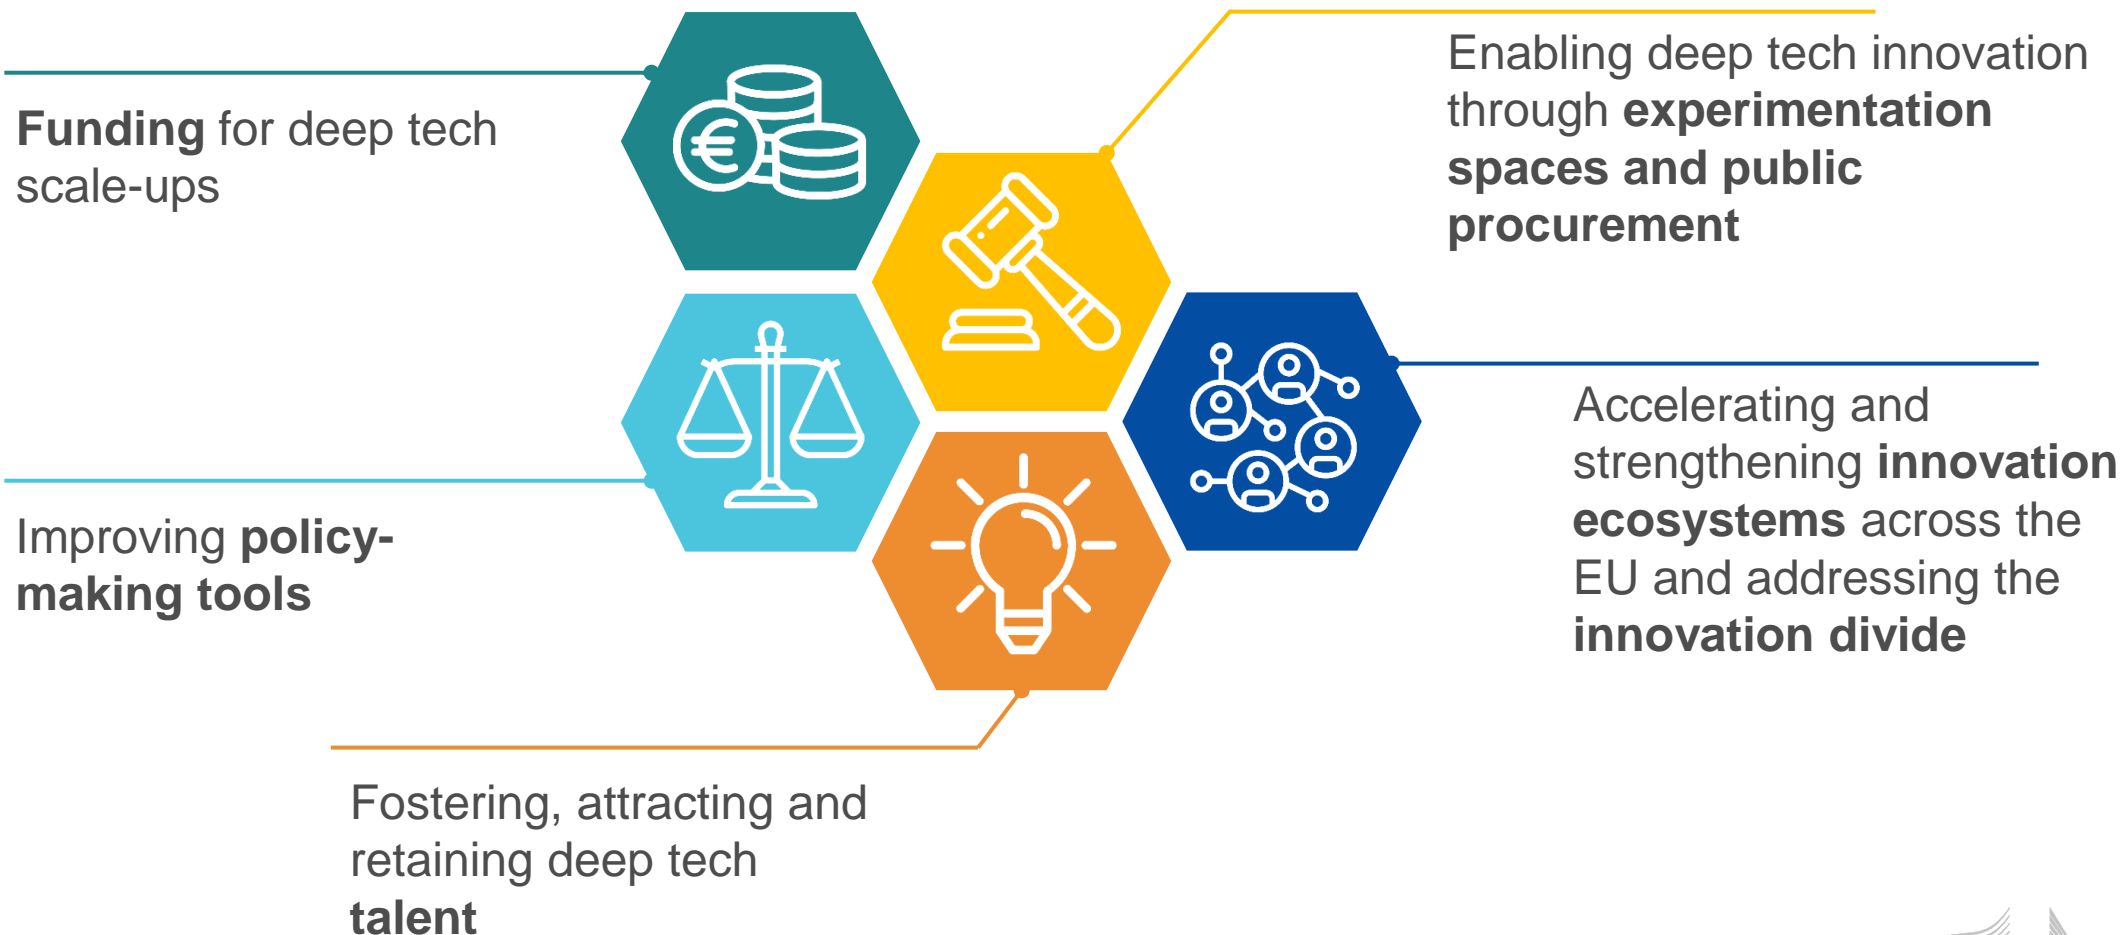 Funding for deep tech
scale-ups
Enabling deep tech innovation
through experimentation
spaces and public
procurement
Improving policy-
making tools
Accelerating and
strengthening innovation
ecosystems across the
EU and addressing the
innovation divide
Fostering, attracting and
retaining deep tech
talent